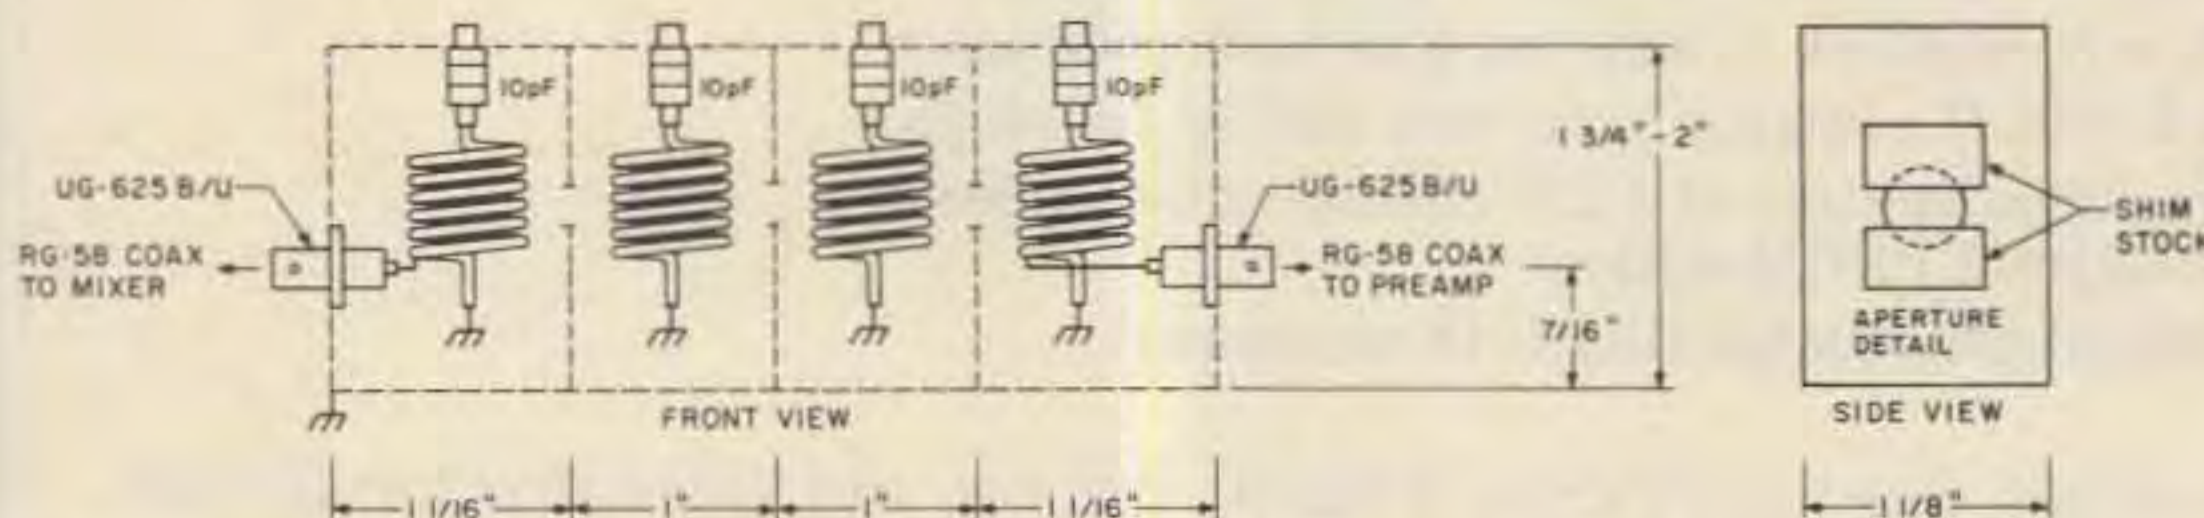 10pF
10pF
10pF
10pF
UG-625 B/U
RG-58 COAX
TO MIXER
UG-625 B/U
RG-58 COAX
TO PREAMP
1 3/4" - 2"
7/16"
FRONT VIEW
1 1/16"
1"
1"
1 1/16"
SHIM
STOCK
APERTURE
DETAIL
SIDE VIEW
1 1/8"